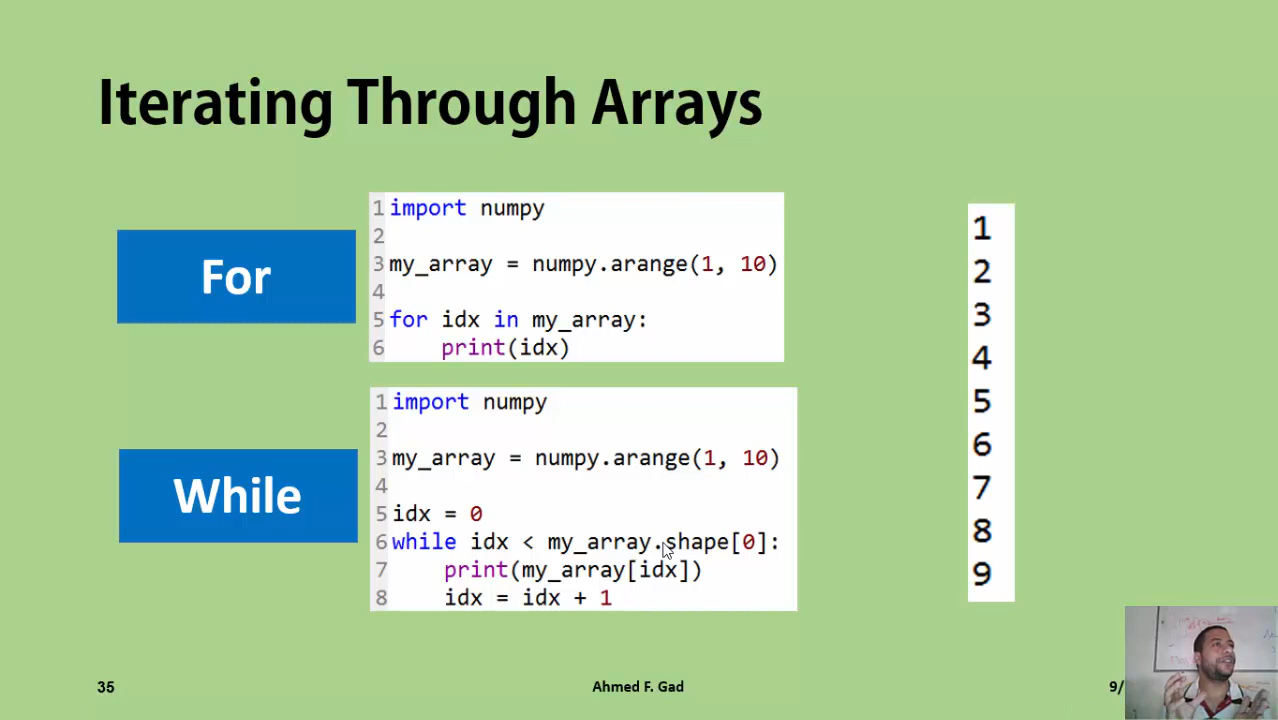 Iterating Through Arrays
For
1 import numpy
2
3 my_array = numpy.arange(1, 10)
4
5 for idx in my_array:
6     print(idx)
While
1 import numpy
2
3 my_array = numpy.arange(1, 10)
4
5 idx = 0
6 while idx < my_array.shape[0]:
7     print(my_array[idx])
8     idx = idx + 1
1
2
3
4
5
6
7
8
9
35
Ahmed F. Gad
9/